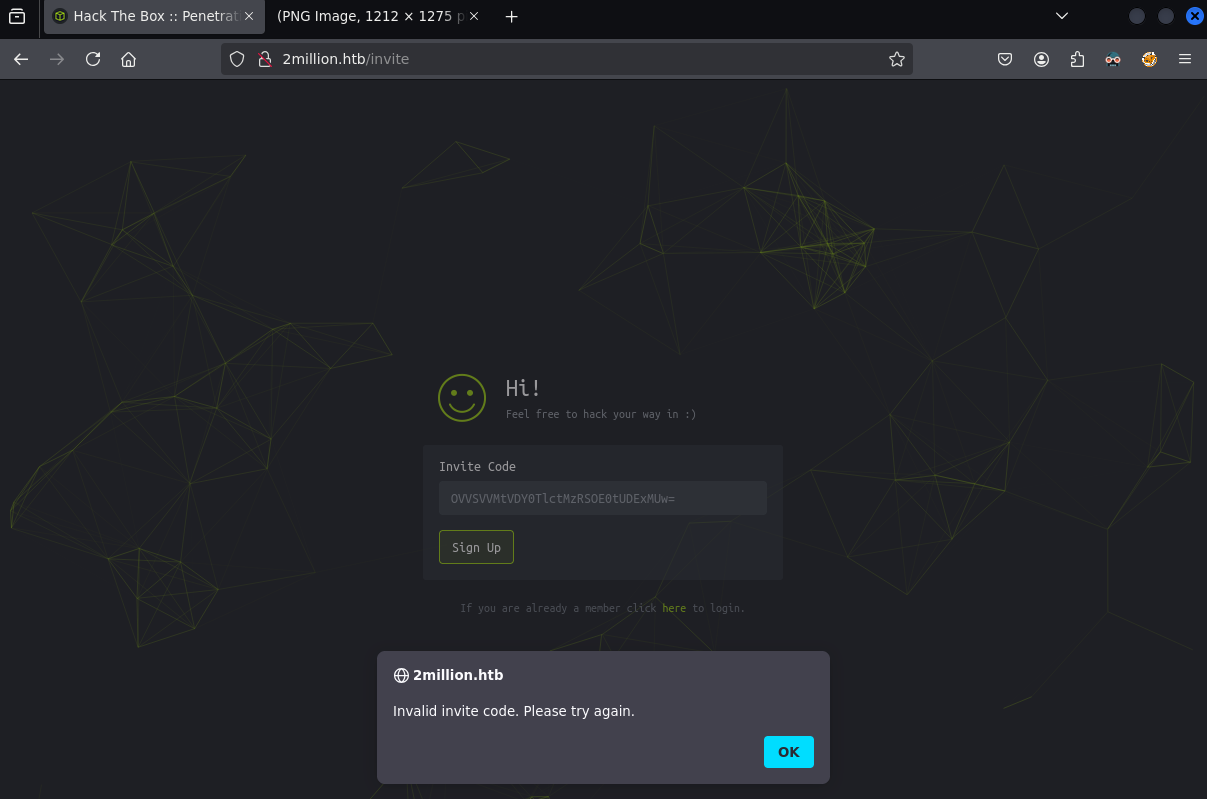 Hack The Box :: Penetrat
(PNG Image, 1212 × 1275 p
2million.htb/invite
Hi!
Feel free to hack your way in :)
Invite Code
OVVSVVMtVDY0TlctMzRSOE0tUDExMUw=
Sign Up
If you are already a member click here to login.
2million.htb
Invalid invite code. Please try again.
OK